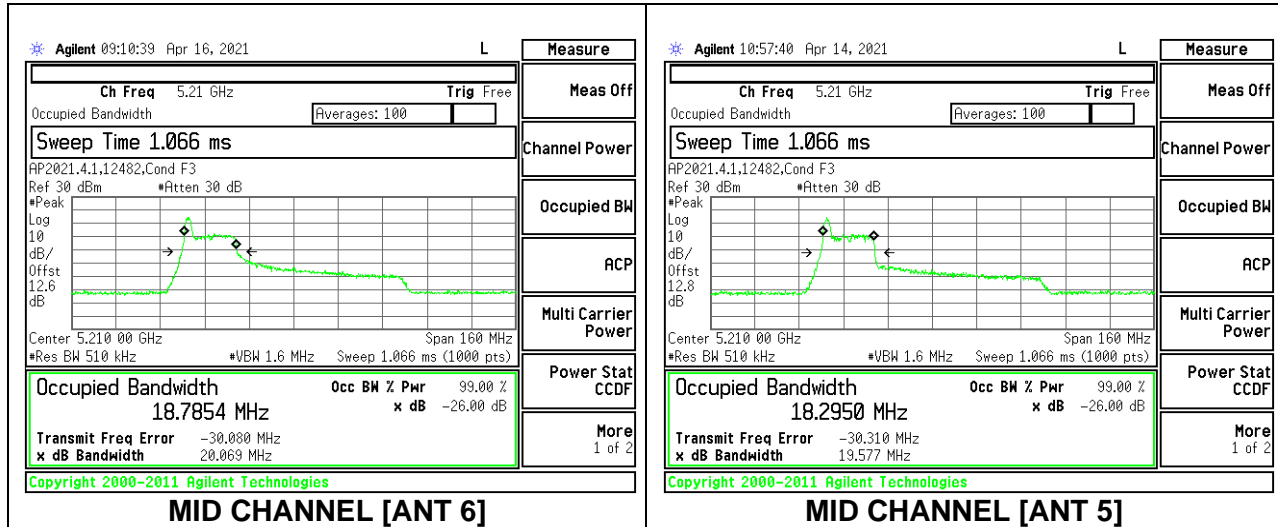 Agilent 09:10:39 Apr 16, 2021 L Measure
Ch Freq 5.21 GHz Trig Free
Occupied Bandwidth Averages: 100
Sweep Time 1.066 ms
AP2021.4.1,12482,Cond F3
Ref 30 dBm #Atten 30 dB
#Peak
Log
10
dB/
Offst
12.8
dB
Center 5.210 00 GHz Span 160 MHz
#Res BW 510 kHz #VBW 1.6 MHz Sweep 1.066 ms (1000 pts)
Occupied Bandwidth Occ BW % Pwr 99.00 %
18.7854 MHz x dB -26.00 dB
Transmit Freq Error -30.080 MHz
x dB Bandwidth 20.069 MHz
Copyright 2000-2011 Agilent Technologies
Meas Off
Channel Power
Occupied BW
ACP
Multi Carrier
Power
Power Stat
CCDF
More
1 of 2
MID CHANNEL [ANT 6]
Agilent 10:57:40 Apr 14, 2021 L Measure
Ch Freq 5.21 GHz Trig Free
Occupied Bandwidth Averages: 100
Sweep Time 1.066 ms
AP2021.4.1,12482,Cond F3
Ref 30 dBm #Atten 30 dB
#Peak
Log
10
dB/
Offst
12.8
dB
Center 5.210 00 GHz Span 160 MHz
#Res BW 510 kHz #VBW 1.6 MHz Sweep 1.066 ms (1000 pts)
Occupied Bandwidth Occ BW % Pwr 99.00 %
18.2950 MHz x dB -26.00 dB
Transmit Freq Error -30.310 MHz
x dB Bandwidth 19.577 MHz
Copyright 2000-2011 Agilent Technologies
Meas Off
Channel Power
Occupied BW
ACP
Multi Carrier
Power
Power Stat
CCDF
More
1 of 2
MID CHANNEL [ANT 5]